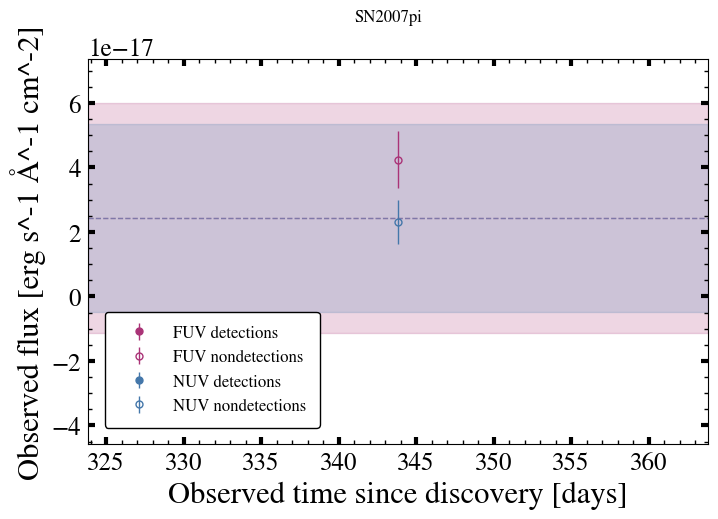 SN2007pi
1e−17
6
4
2
0
−2
−4
Observed flux [erg s^-1 Å^-1 cm^-2]
FUV detections
FUV nondetections
NUV detections
NUV nondetections
325 330 335 340 345 350 355 360
Observed time since discovery [days]